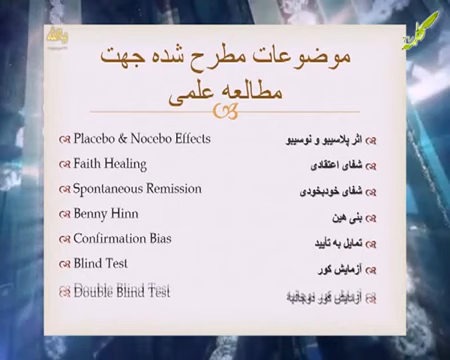 موضوعات مطرح شده جهت
مطالعه علمی
Placebo & Nocebo Effects اثر پلاسیبو و نوسیبو
Faith Healing شفای اعتقادی
Spontaneous Remission شفای خودبخودی
Benny Hinn بنی هین
Confirmation Bias تمایل به تأیید
Blind Test آزمایش کور
Double Blind Test آزمایش کور دوجانبه